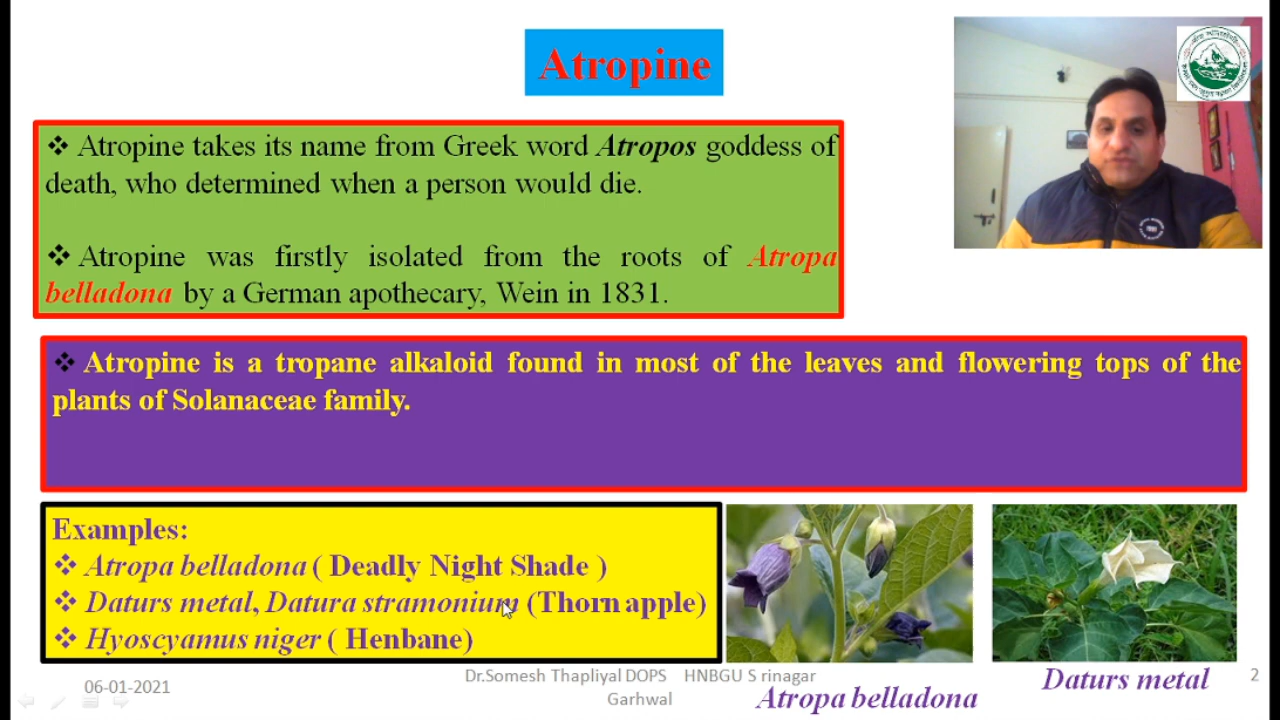 Atropine
❖ Atropine takes its name from Greek word Atropos goddess of
death, who determined when a person would die.
❖ Atropine was firstly isolated from the roots of Atropa
belladona by a German apothecary, Wein in 1831.
❖ Atropine is a tropane alkaloid found in most of the leaves and flowering tops of the
plants of Solanaceae family.
Examples:
❖ Atropa belladona ( Deadly Night Shade )
❖ Daturs metal, Datura stramonium (Thorn apple)
❖ Hyoscyamus niger ( Henbane)
Atropa belladona
Daturs metal
06-01-2021
Dr.Somesh Thapliyal DOPS HNBGU S rinagar
Garhwal
2